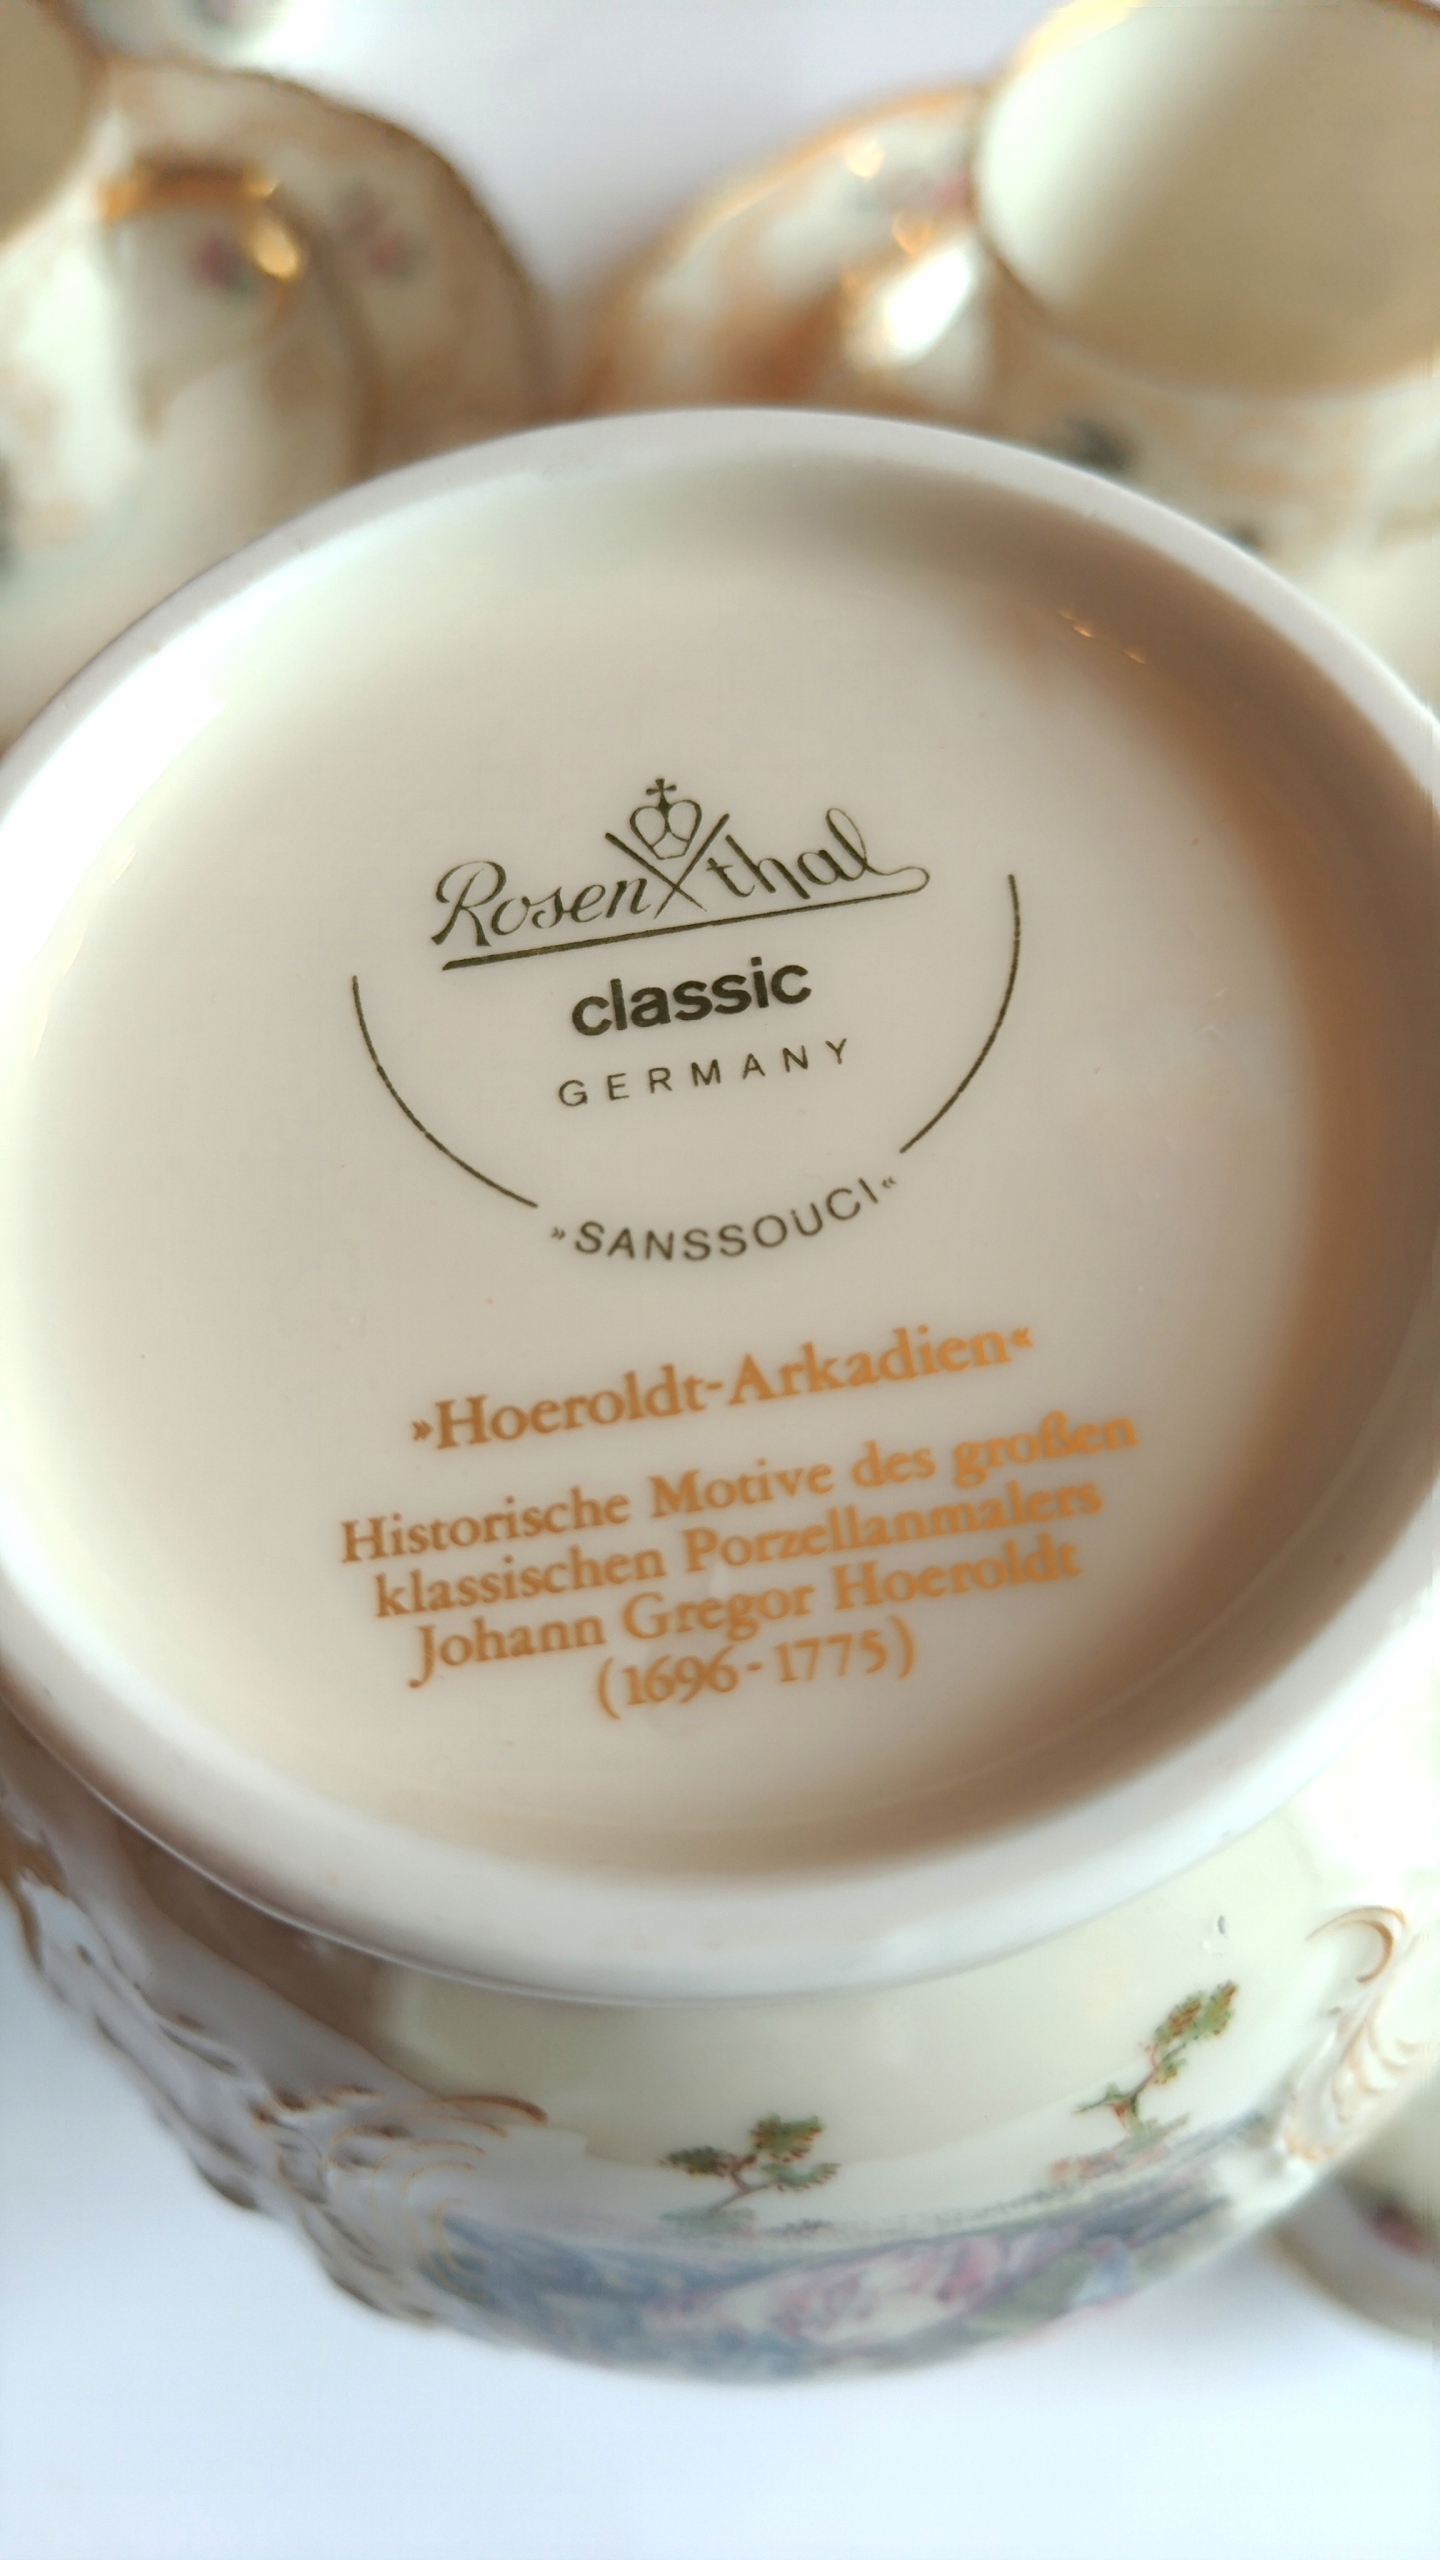 Rosenthal
classic
GERMANY
»SANSSOUCI«
»Hoeroldt-Arkadien«
Historische Motive des großen
klassischen Porzellanmalers
Johann Gregor Hoeroldt
(1696-1775)